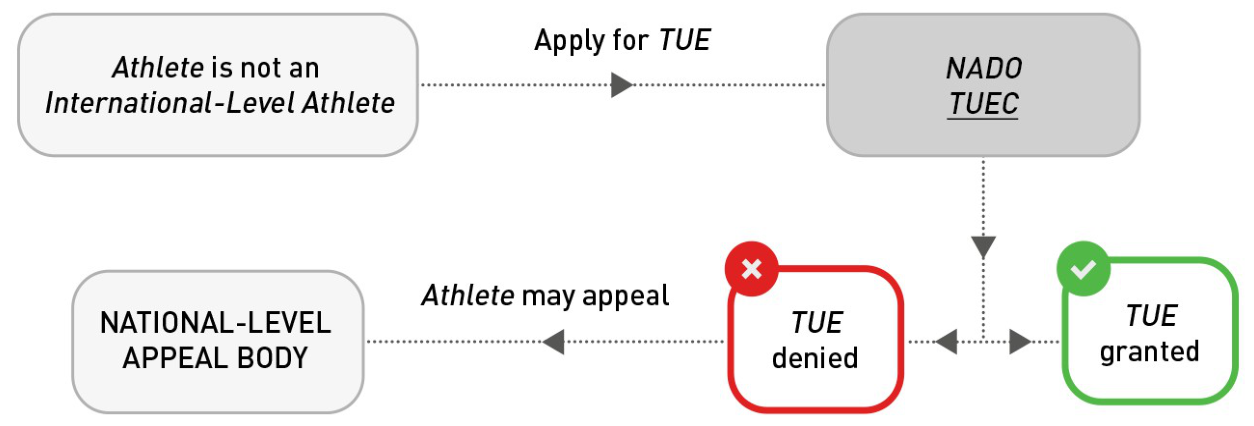 Athlete is not an
International-Level Athlete
Apply for TUE
NADO
TUEC
NATIONAL-LEVEL
APPEAL BODY
Athlete may appeal
TUE
denied
TUE
granted